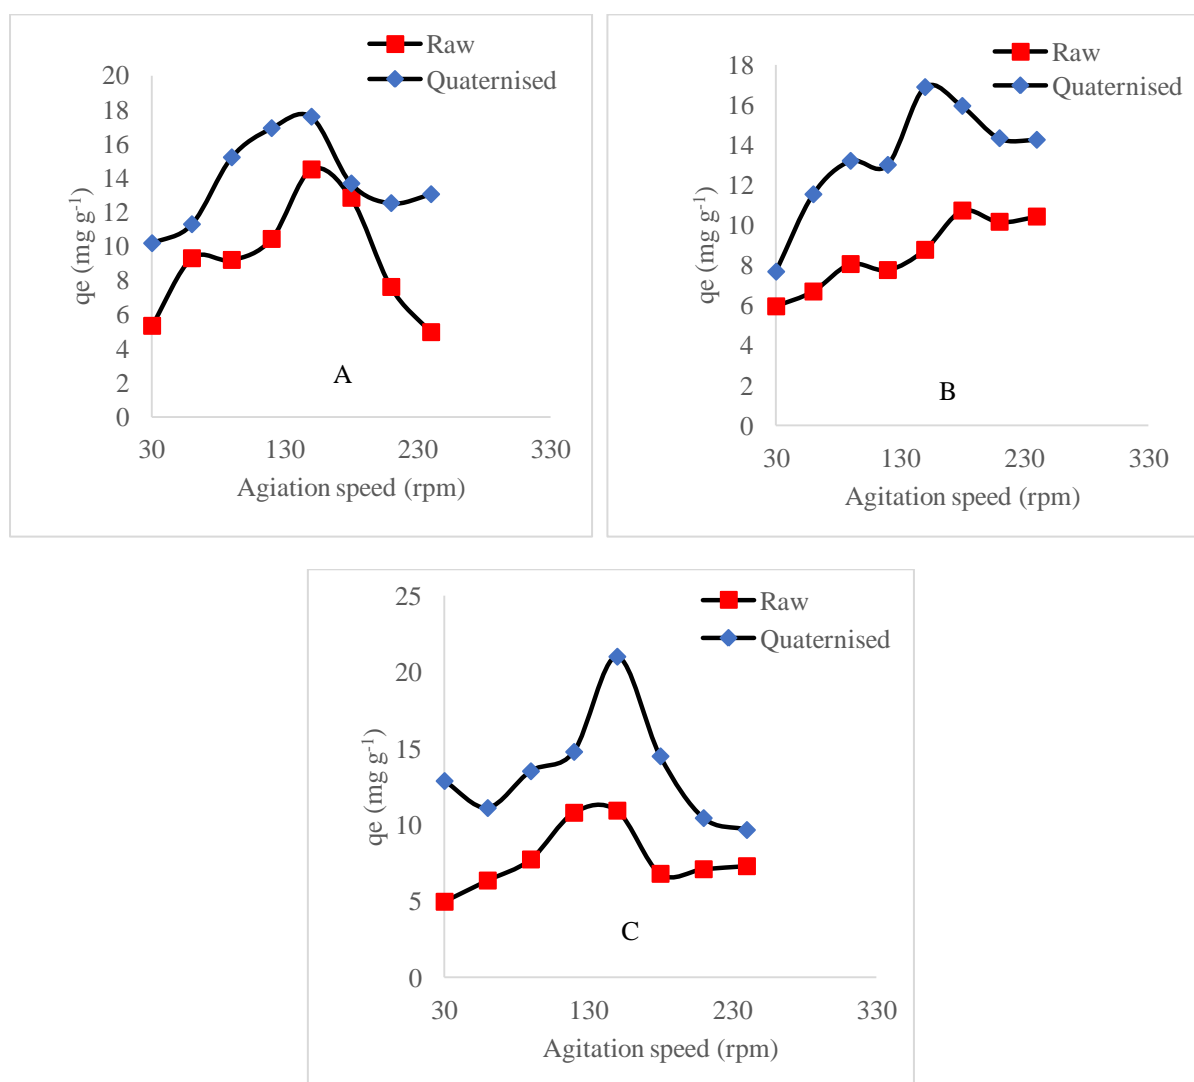 Raw
Quaternised
20
18
16
14
12
10
8
6
4
2
0
qe (mg g-1)
A
30 130 230 330
Agiation speed (rpm)
Raw
Quaternised
18
16
14
12
10
8
6
4
2
0
qe (mg g-1)
B
30 130 230 330
Agitation speed (rpm)
Raw
Quaternised
25
20
15
10
5
0
qe (mg g-1)
C
30 130 230 330
Agitation speed (rpm)